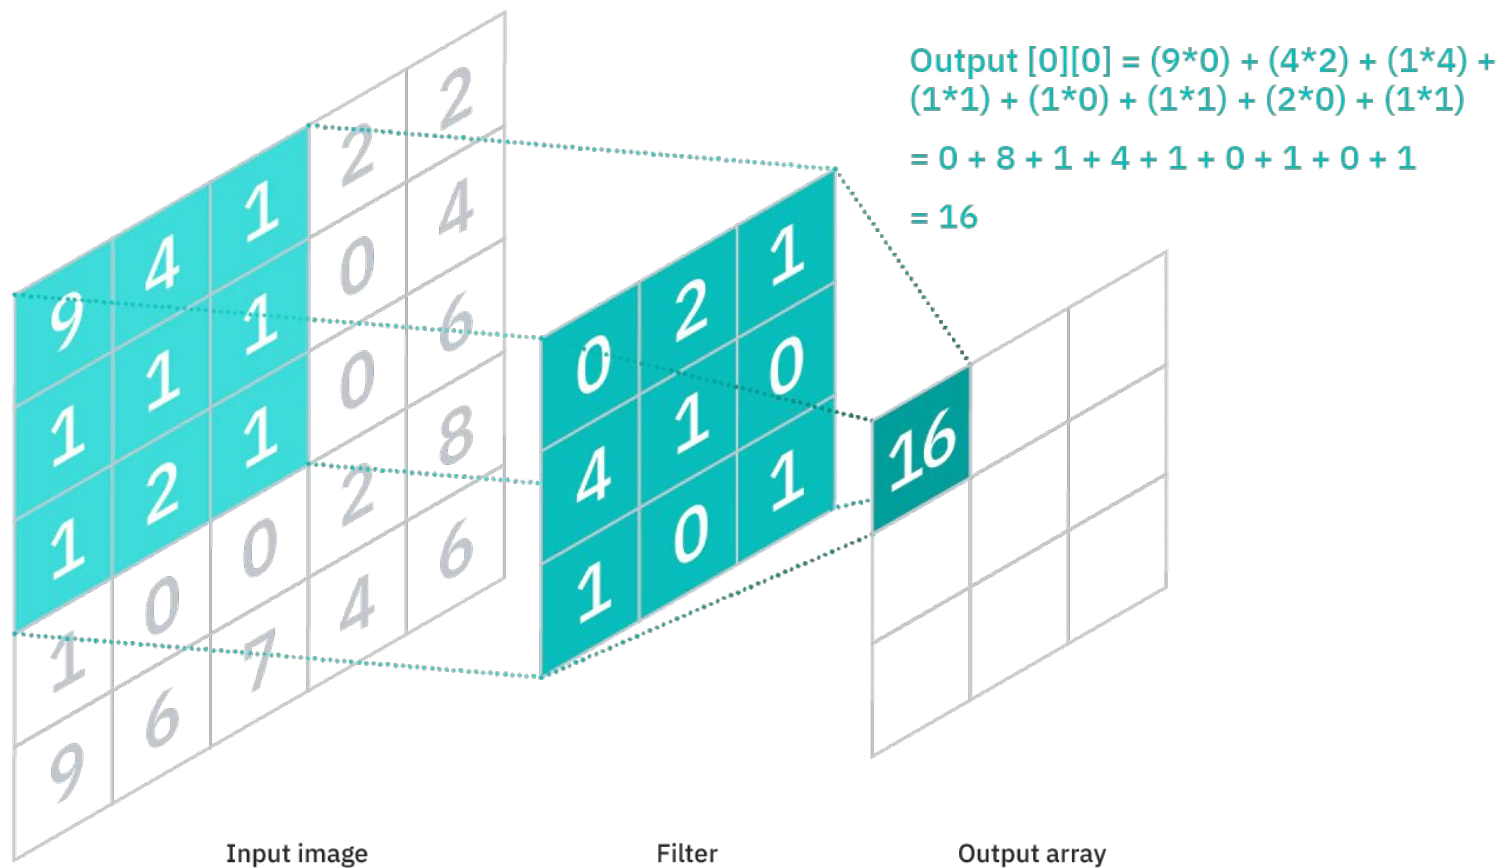 Output [0][0] = (9*0) + (4*2) + (1*4) +
(1*1) + (1*0) + (1*1) + (2*0) + (1*1)
= 0 + 8 + 1 + 4 + 1 + 0 + 1 + 0 + 1
= 16
9 4 1 2 2
1 1 1 0 4
1 2 1 0 6
1 0 0 2 8
9 6 7 4 6
0 2 1
4 1 0
1 0 1
16
Input image
Filter
Output array